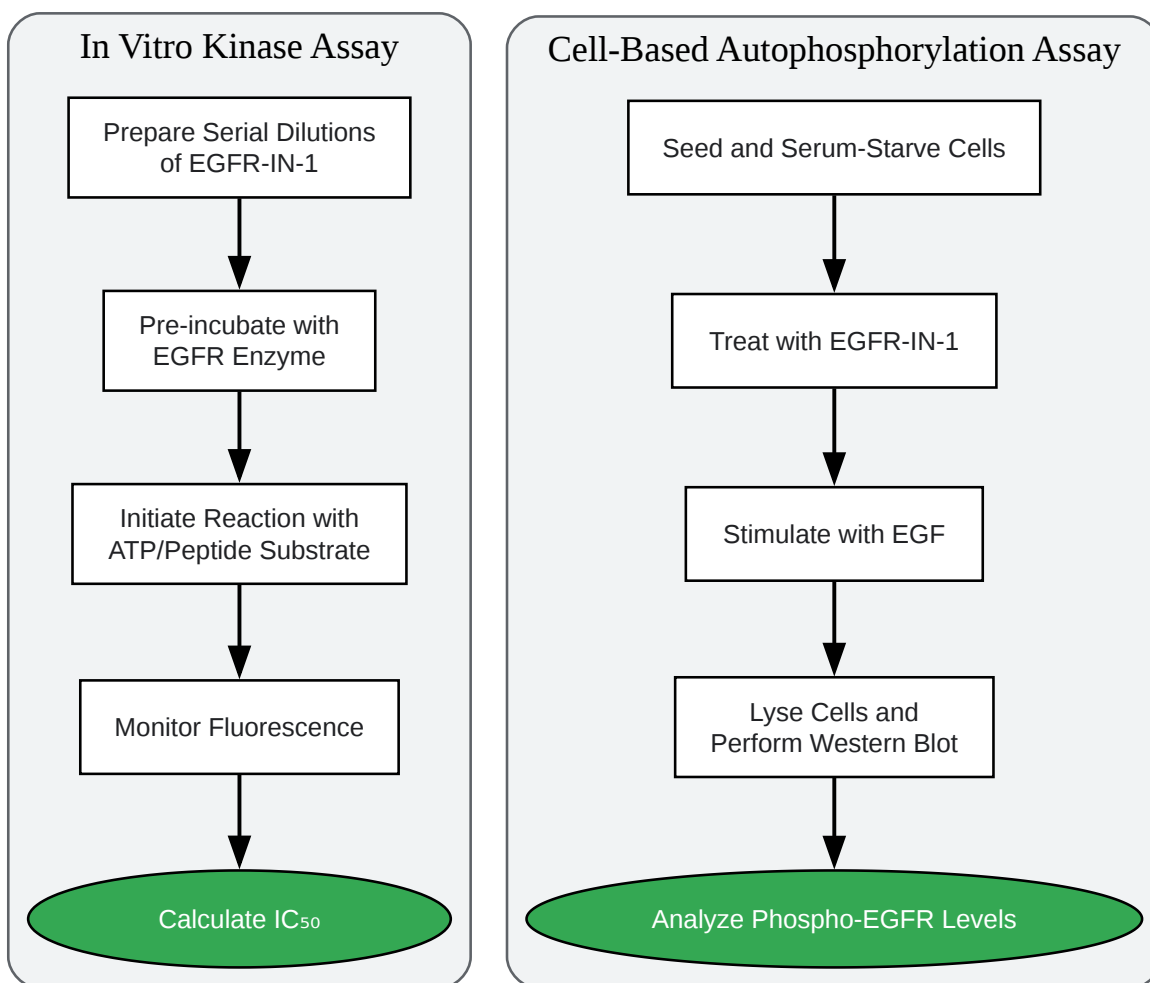 In Vitro Kinase Assay
Prepare Serial Dilutions
of EGFR-IN-1
Pre-incubate with
EGFR Enzyme
Initiate Reaction with
ATP/Peptide Substrate
Monitor Fluorescence
Calculate IC₅₀
Cell-Based Autophosphorylation Assay
Seed and Serum-Starve Cells
Treat with EGFR-IN-1
Stimulate with EGF
Lyse Cells and
Perform Western Blot
Analyze Phospho-EGFR Levels